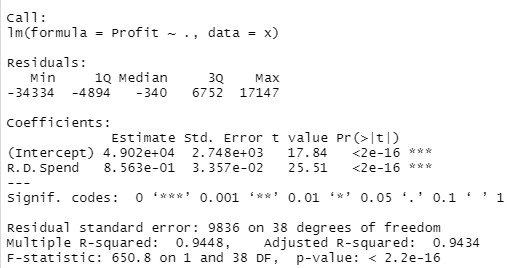 Call:
lm(formula = Profit ~ ., data = x)
Residuals:
Min 1Q Median 3Q Max
-34334 -4894 -340 6752 17147
Coefficients:
Estimate Std. Error t value Pr(>|t|)
(Intercept) 4.902e+04 2.748e+03 17.84 <2e-16 ***
R.D.Spend 8.563e-01 3.357e-02 25.51 <2e-16 ***
---
Signif. codes: 0 ‘***’ 0.001 ‘**’ 0.01 ‘*’ 0.05 ‘.’ 0.1 ‘ ’ 1
Residual standard error: 9836 on 38 degrees of freedom
Multiple R-squared: 0.9448, Adjusted R-squared: 0.9434
F-statistic: 650.8 on 1 and 38 DF, p-value: < 2.2e-16